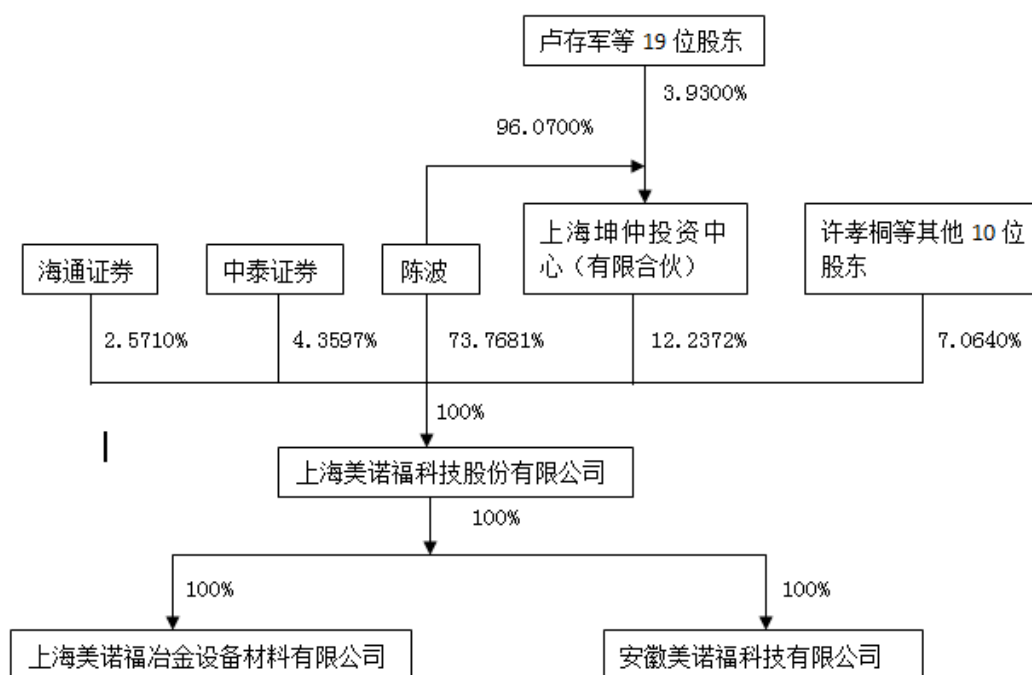 卢存军等 19 位股东
3.9300%
96.0700%
海通证券
中泰证券
陈波
上海坤仲投资中
心（有限合伙）
许孝桐等其他 10 位
股东
2.5710%
4.3597%
73.7681%
12.2372%
7.0640%
100%
上海美诺福科技股份有限公司
100%
100%
100%
上海美诺福冶金设备材料有限公司
安徽美诺福科技有限公司